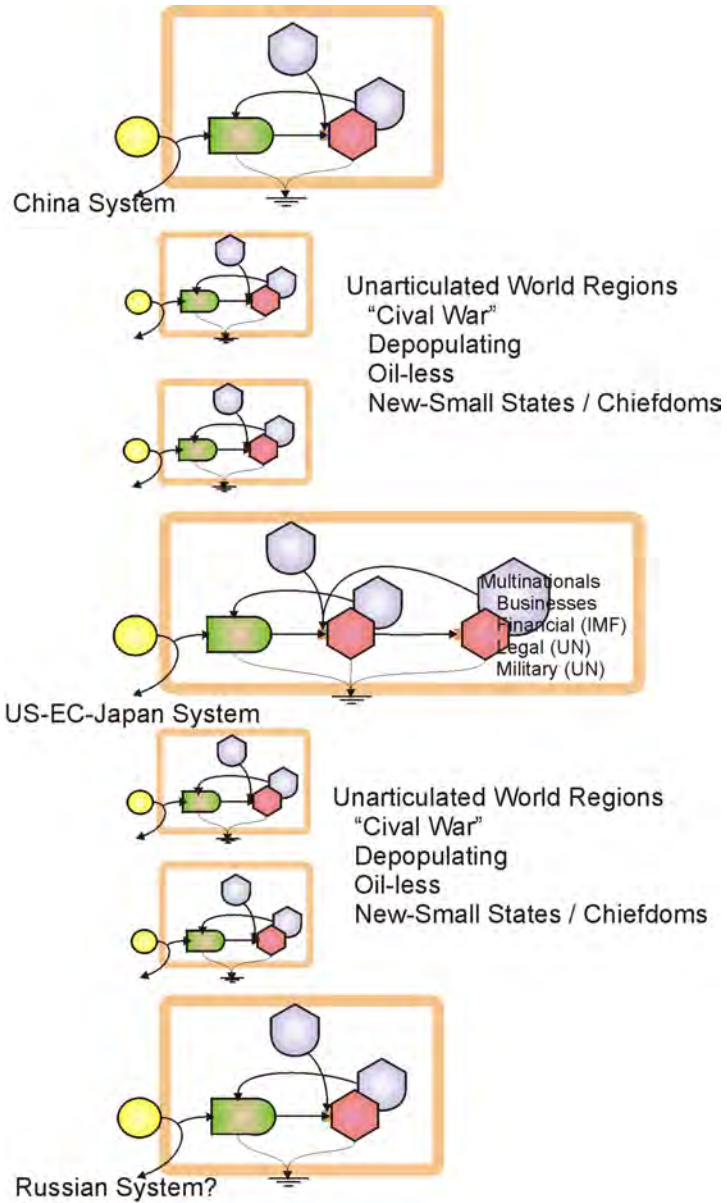 China System
Unarticulated World Regions
“Cival War”
Depopulating
Oil-less
New-Small States / Chiefdoms
Multinationals
Businesses
Financial (IMF)
Legal (UN)
Military (UN)
US-EC-Japan System
Unarticulated World Regions
“Cival War”
Depopulating
Oil-less
New-Small States / Chiefdoms
Russian System?